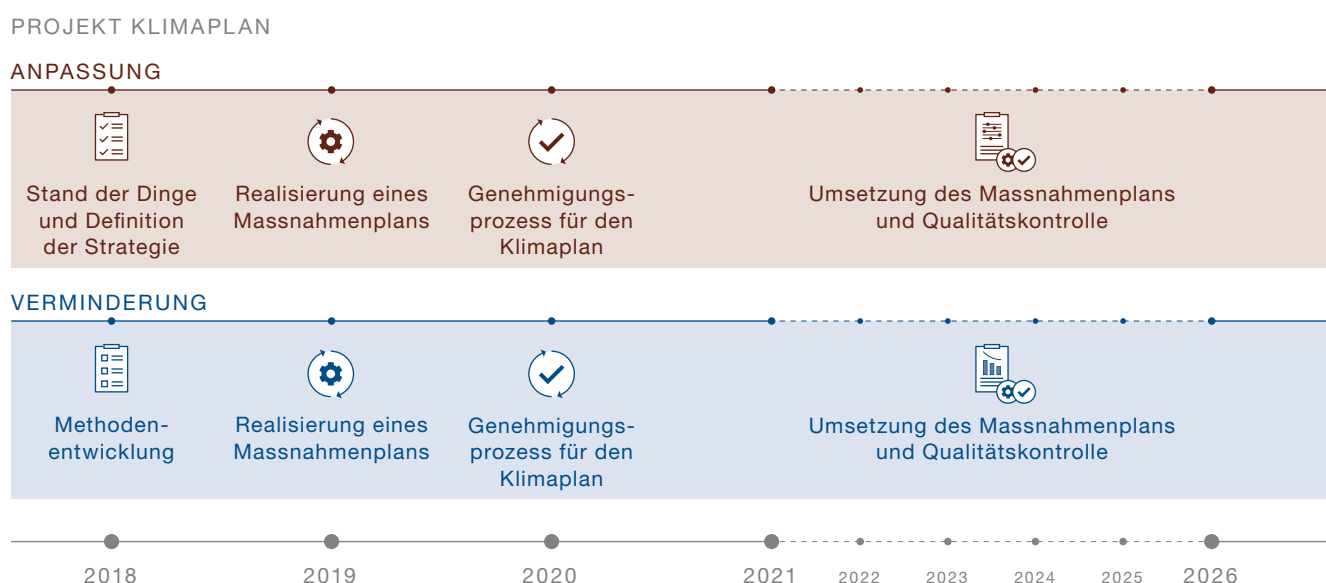 PROJEKT KLIMAPLAN
ANPASSUNG
Stand der Dinge
und Definition
der Strategie
Realisierung eines
Massnahmenplans
Genehmigungs-
prozess für den
Klimaplan
Umsetzung des Massnahmenplans
und Qualitätskontrolle
VERMINDERUNG
Methoden-
entwicklung
Realisierung eines
Massnahmenplans
Genehmigungs-
prozess für den
Klimaplan
Umsetzung des Massnahmenplans
und Qualitätskontrolle
2018 2019 2020 2021 2022 2023 2024 2025 2026